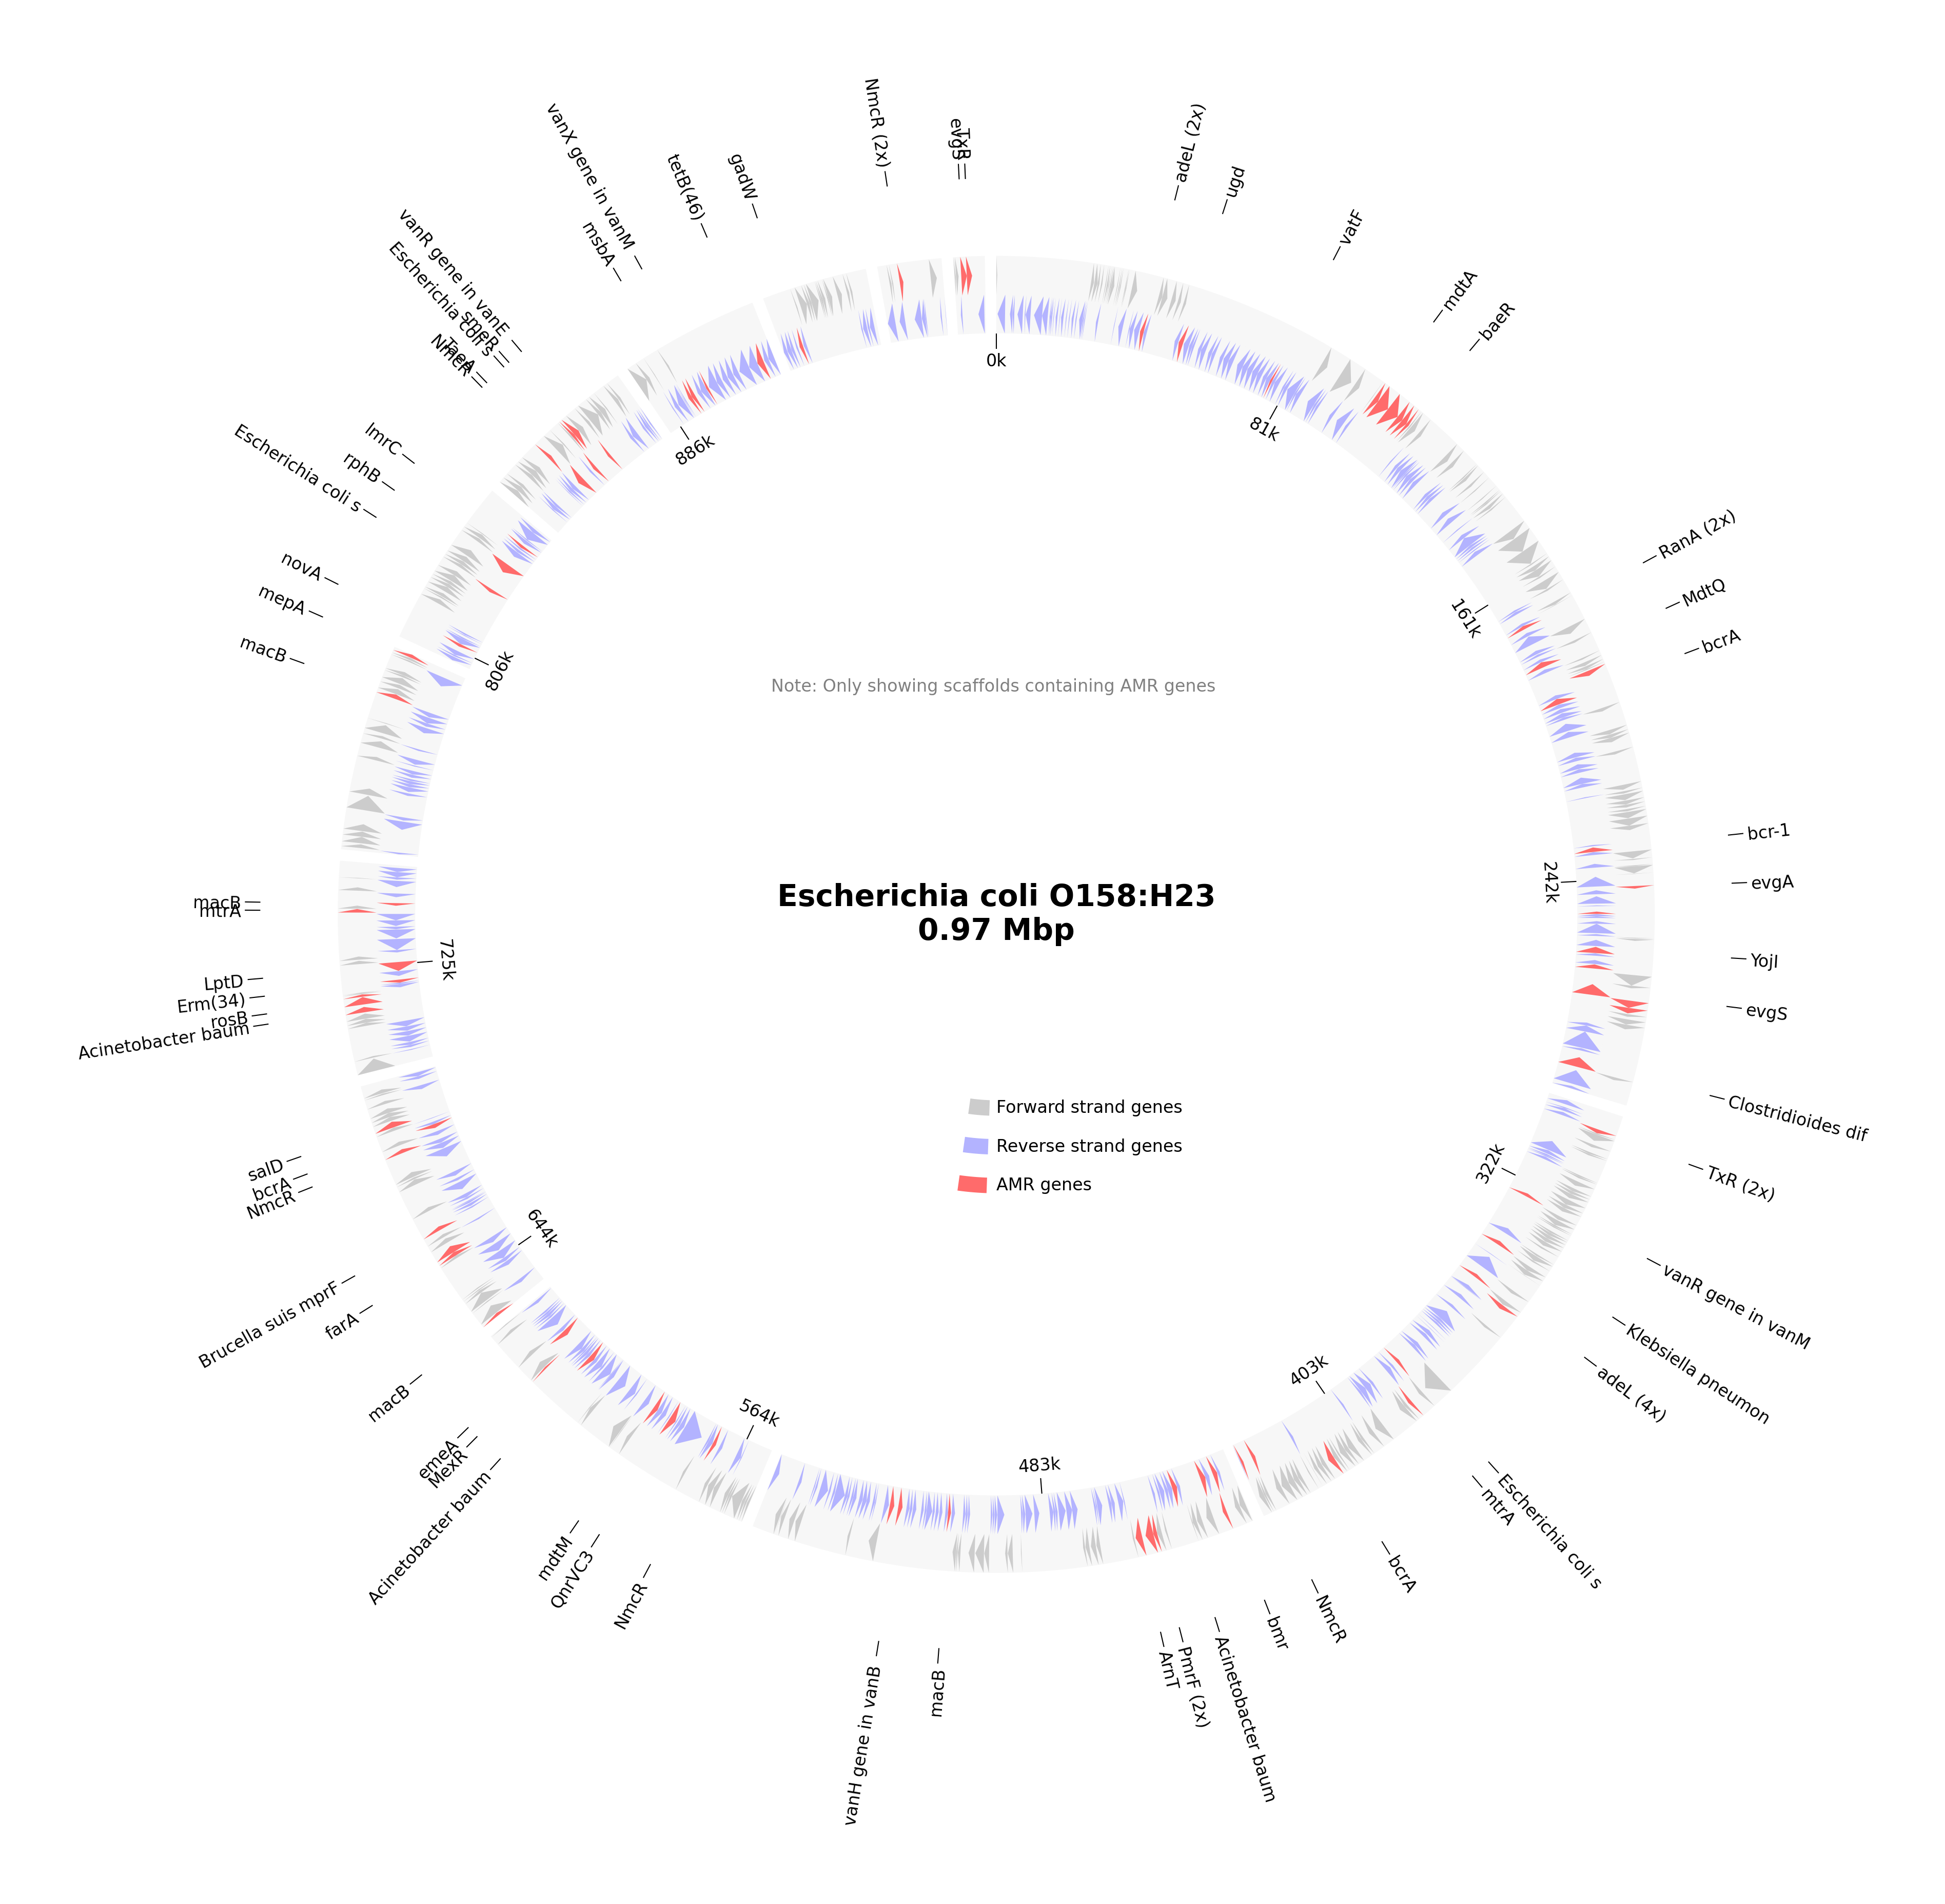 NmcR (2x)
evgS
TxR
adeL (2x)
ugd
vatF
mdtA
baeR
RanA (2x)
MdtQ
bcrA
bcr-1
evgA
YojI
evgS
Clostridioides dif
TxR (2x)
vanR gene in vanM
Klebsiella pneumon
adeL (4x)
Escherichia coli s
mtrA
bcrA
NmcR
bmr
Acinetobacter baum
PmrF (2x)
ArnT
macB
vanH gene in vanB
NmcR
QnrVC3
mdtM
Acinetobacter baum
MexR
emeA
macB
farA
Brucella suis mprF
NmcR
bcrA
salD
Acinetobacter baum
rosB
Erm(34)
LptD
mtrA
macB
macB
mepA
novA
Escherichia coli s
rphB
lmrC
NmcR
TaeA
Escherichia coli s
smeR
vanR gene in vanE
msbA
vanX gene in vanM
tetB(46)
gadW
0k
81k
161k
242k
322k
403k
483k
564k
644k
725k
806k
886k
Note: Only showing scaffolds containing AMR genes
Escherichia coli O158:H23
0.97 Mbp
Forward strand genes
Reverse strand genes
AMR genes